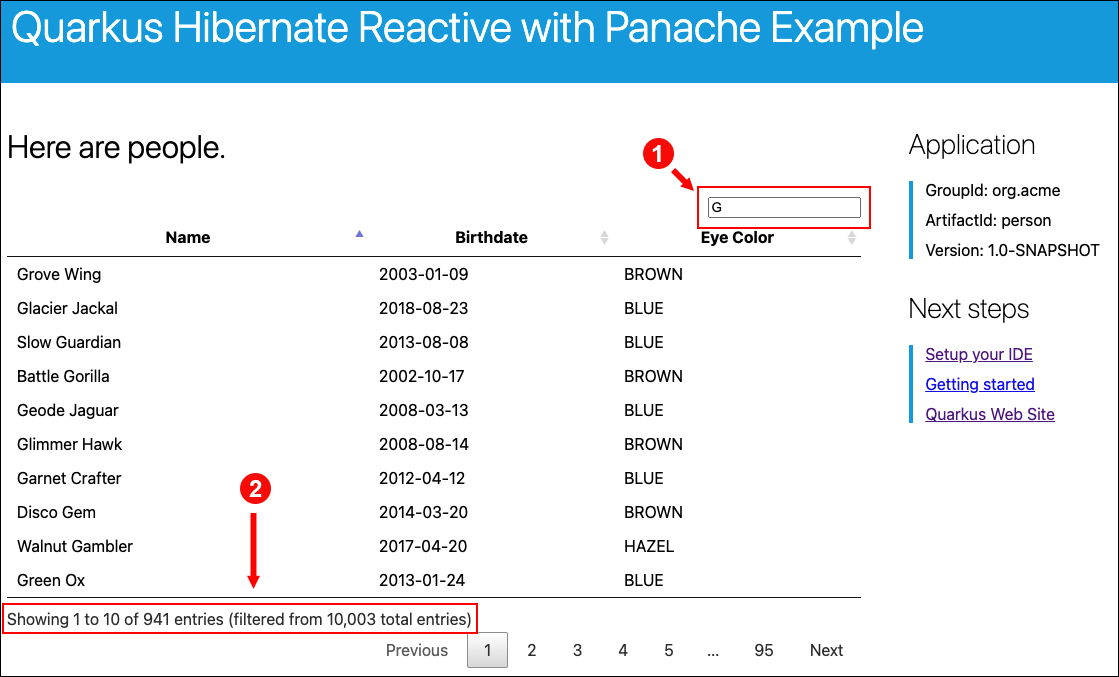 Quarkus Hibernate Reactive with Panache Example
Here are people.
1
G
Name Birthdate Eye Color
Grove Wing 2003-01-09 BROWN
Glacier Jackal 2018-08-23 BLUE
Slow Guardian 2013-08-08 BLUE
Battle Gorilla 2002-10-17 BROWN
Geode Jaguar 2008-03-13 BLUE
Glimmer Hawk 2008-08-14 BROWN
Garnet Crafter 2012-04-12 BLUE
2
Disco Gem 2014-03-20 BROWN
Walnut Gambler 2017-04-20 HAZEL
Green Ox 2013-01-24 BLUE
Showing 1 to 10 of 941 entries (filtered from 10,003 total entries)
Previous 1 2 3 4 5 ... 95 Next
Application
GroupId: org.acme
ArtifactId: person
Version: 1.0-SNAPSHOT
Next steps
Setup your IDE
Getting started
Quarkus Web Site